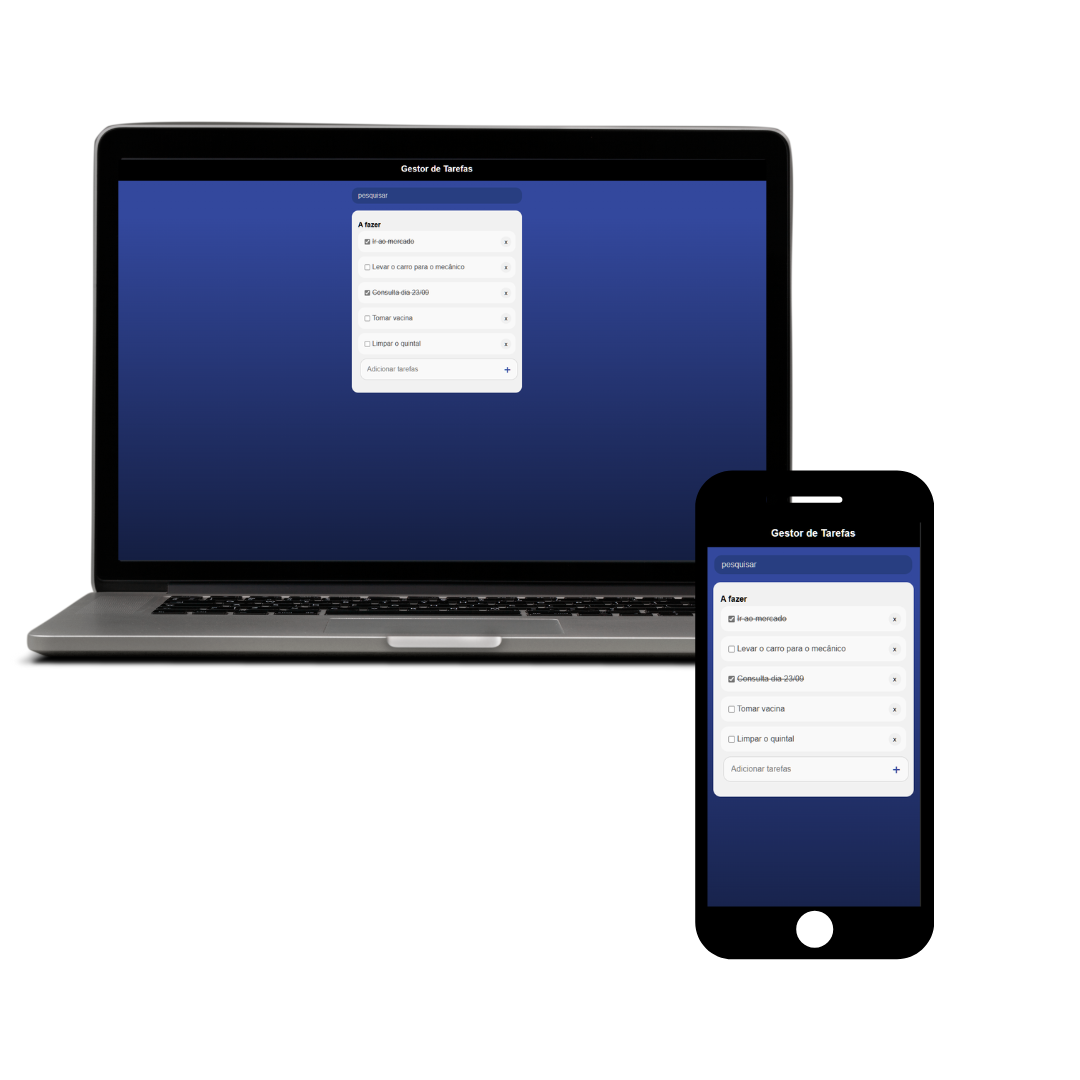 Gestor de Tarefas
pesquisar
A fazer
Ir ao mercado
x
Levar o carro para o mecânico
x
Consulta dia 23/09
x
Tomar vacina
x
Limpar o quintal
x
Adicionar tarefas
+
Gestor de Tarefas
pesquisar
A fazer
Ir ao mercado
x
Levar o carro para o mecânico
x
Consulta dia 23/09
x
Tomar vacina
x
Limpar o quintal
x
Adicionar tarefas
+